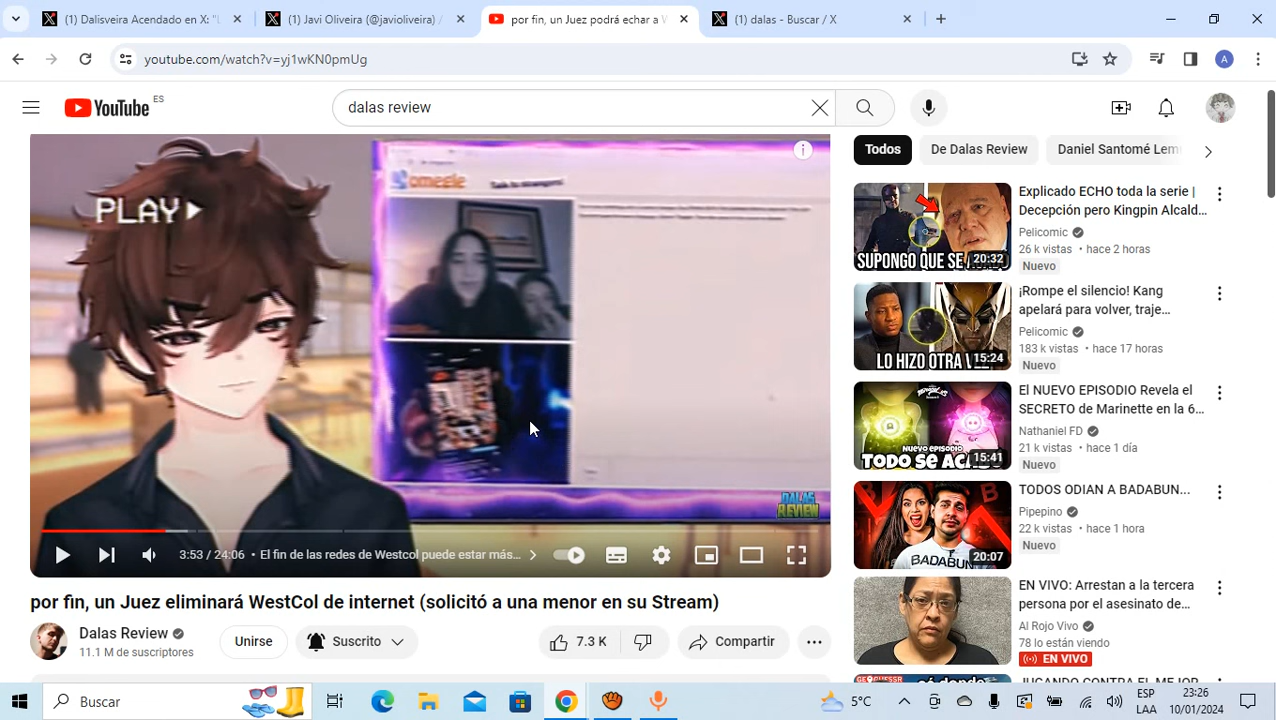 (1) Dalisveira Acendado en X: "L
(1) Javi Oliveira (@javioliveira) /
por fin, un Juez podrá echar a W
(1) dalas - Buscar / X
youtube.com/watch?v=yj1wKN0pmUg
A
YouTube ES
dalas review
PLAY
omegle
DALAS REVIEW
3:53 / 24:06 • El fin de las redes de Westcol puede estar más...
por fin, un Juez eliminará WestCol de internet (solicitó a una menor en su Stream)
Dalas Review
11.1 M de suscriptores
Unirse
Suscrito
7.3 K
Compartir
Todos
De Dalas Review
Daniel Santomé Lem
SUPONGO QUE SE
20:32
Explicado ECHO toda la serie |
Decepción pero Kingpin Alcald...
Pelicomic
26 k vistas • hace 2 horas
Nuevo
LO HIZO OTRA VEZ
15:24
¡Rompe el silencio! Kang
apelará para volver, traje...
Pelicomic
183 k vistas • hace 17 horas
Nuevo
NUEVO EPISODIO
TODO SE AC
15:41
El NUEVO EPISODIO Revela el
SECRETO de Marinette en la 6...
Nathaniel FD
21 k vistas • hace 1 día
Nuevo
BADABUN
20:07
TODOS ODIAN A BADABUN...
Pipepino
22 k vistas • hace 1 hora
Nuevo
EN VIVO: Arrestan a la tercera
persona por el asesinato de...
Al Rojo Vivo
78 lo están viendo
EN VIVO
JUGANDO CONTRA EL MEJOR
Buscar
5°C
ESP
LAA
23:26
10/01/2024